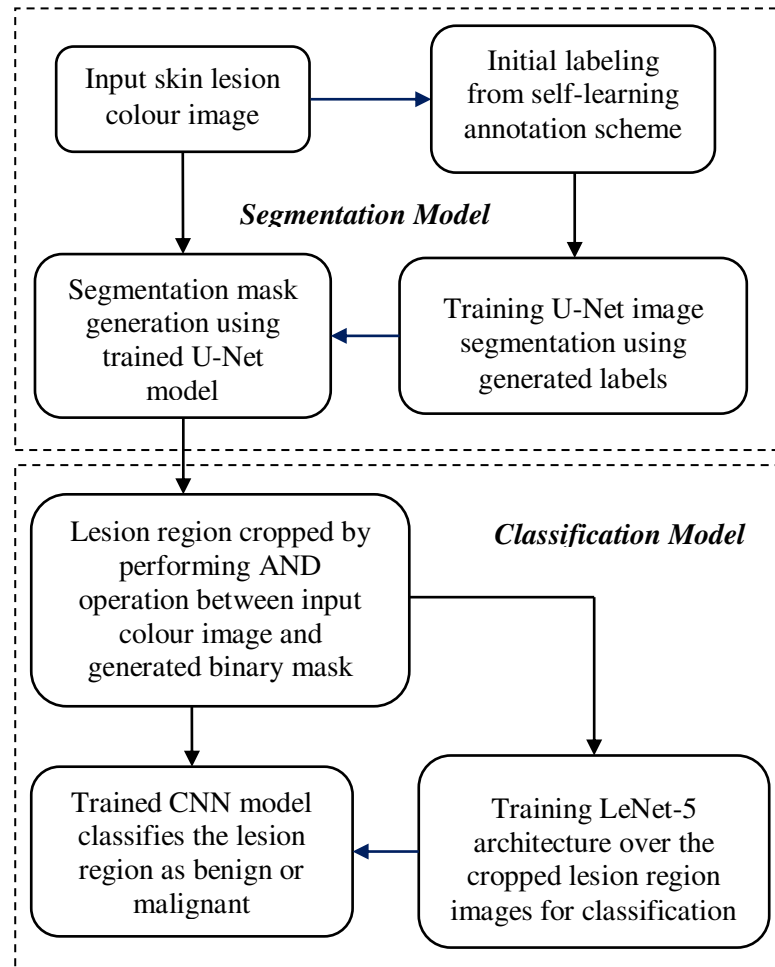 Input skin lesion
colour image
Initial labeling
from self-learning
annotation scheme
Segmentation Model
Segmentation mask
generation using
trained U-Net
model
Training U-Net image
segmentation using
generated labels
Lesion region cropped by
performing AND
operation between input
colour image and
generated binary mask
Classification Model
Trained CNN model
classifies the lesion
region as benign or
malignant
Training LeNet-5
architecture over the
cropped lesion region
images for classification